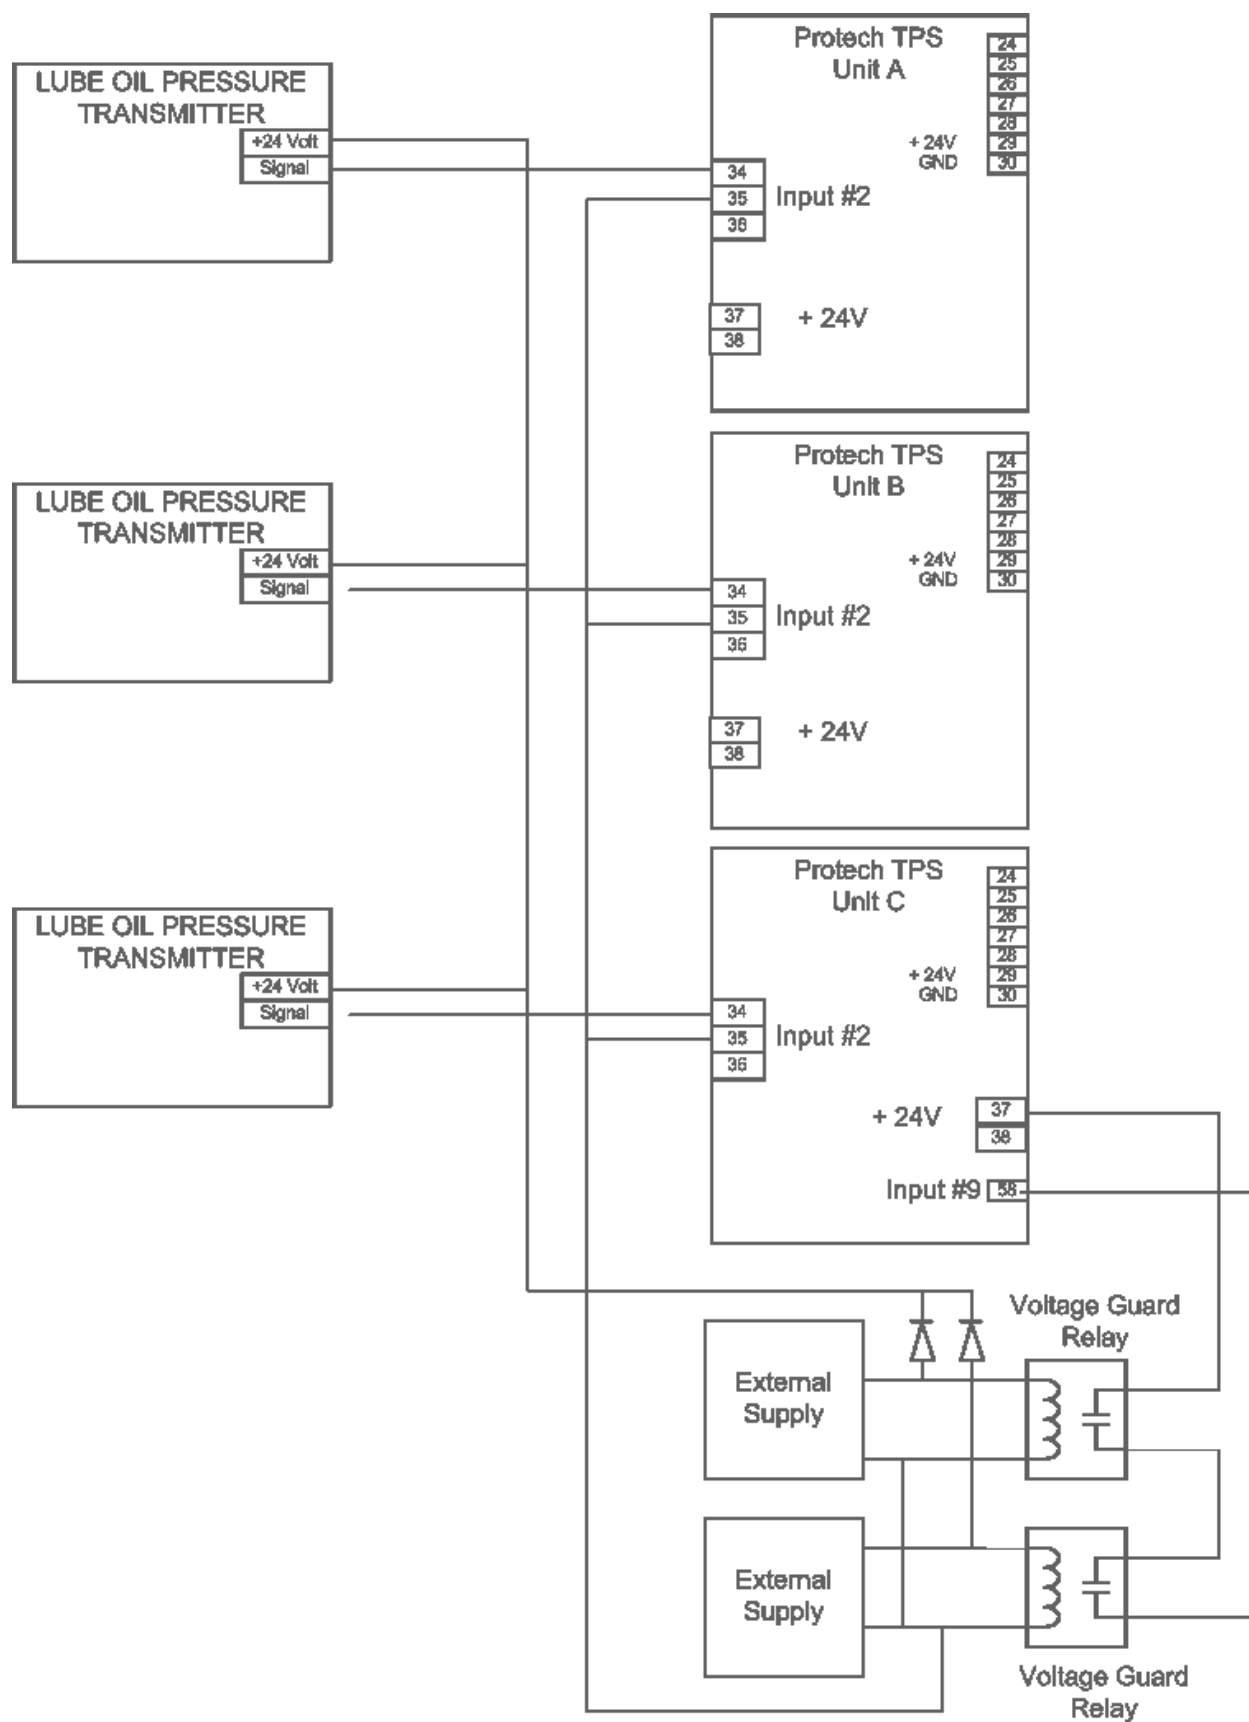 Protech TPS
Unit A
24
25
26
27
28
+ 24V 29
GND 30
LUBE OIL PRESSURE
TRANSMITTER
+24 Volt
Signal
34
35 Input #2
36
37 + 24V
38
Protech TPS
Unit B
24
25
26
27
28
+ 24V 29
GND 30
LUBE OIL PRESSURE
TRANSMITTER
+24 Volt
Signal
34
35 Input #2
36
37 + 24V
38
Protech TPS
Unit C
24
25
26
27
28
+ 24V 29
GND 30
LUBE OIL PRESSURE
TRANSMITTER
+24 Volt
Signal
34
35 Input #2
36
+ 24V 37
38
Input #9 58
Voltage Guard
Relay
External
Supply
External
Supply
Voltage Guard
Relay